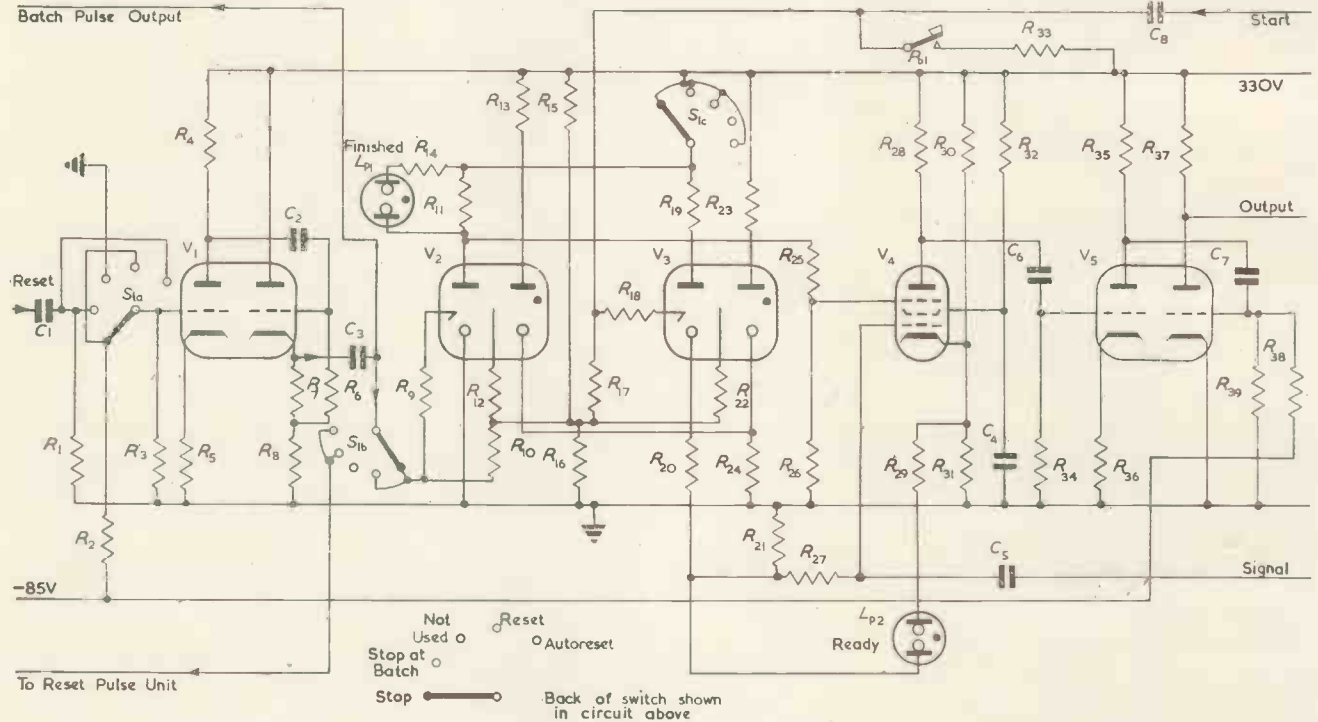 Batch Pulse Output
Start
C8
R33
Rb1
330V
R4
R13
R15
S1c
R28
R30
R32
R35
R37
Finished
LP1
R14
R11
R19
R23
Output
C2
V1
V2
V3
R25
V4
C6
V5
C7
Reset
C1
S1a
C3
R18
R38
R1
R3
R5
R7
R6
R8
S1b
R9
R12
R10
R16
R17
R22
R20
R24
R26
R29
R31
C4
R34
R36
R39
R2
R21
R27
C5
Signal
-85V
LP2
Ready
Not
Used
Reset
Autoreset
Stop at
Batch
Stop
Back of switch shown
in circuit above
To Reset Pulse Unit